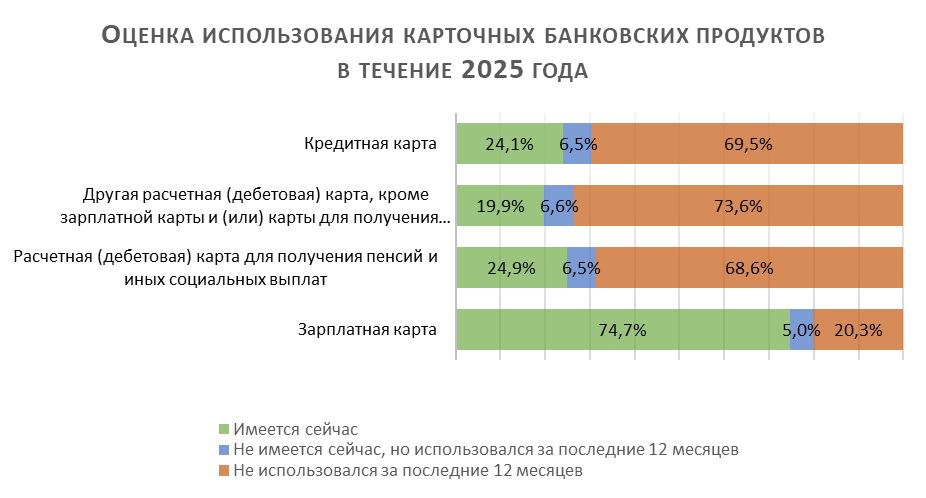 Оценка использования карточных банковских продуктов
в течение 2025 года
Кредитная карта
24,1% 6,5% 69,5%
Другая расчетная (дебетовая) карта, кроме
зарплатной карты и (или) карты для получения...
19,9% 6,6% 73,6%
Расчетная (дебетовая) карта для получения пенсий и
иных социальных выплат
24,9% 6,5% 68,6%
Зарплатная карта
74,7% 5,0% 20,3%
Имеется сейчас
Не имеется сейчас, но использовался за последние 12 месяцев
Не использовался за последние 12 месяцев